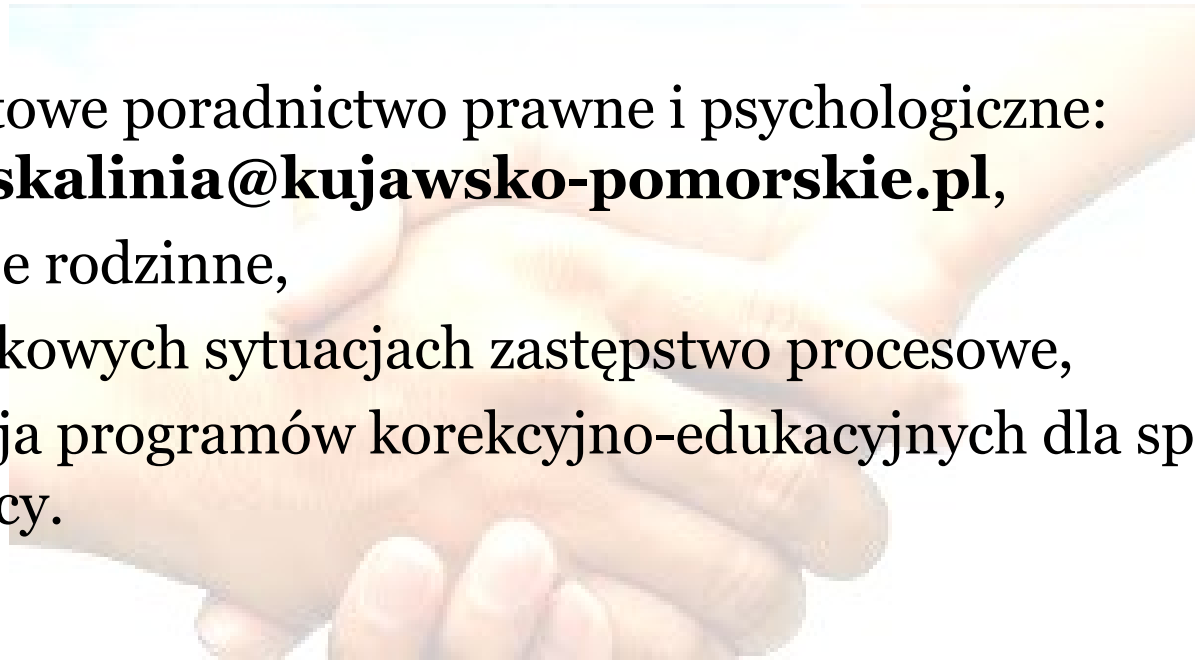 towe poradnictwo prawne i psychologiczne:
skalinia@kujawsko-pomorskie.pl,
e rodzinne,
kowych sytuacjach zastępstwo procesowe,
ja programów korekcyjno-edukacyjnych dla sp
cy.